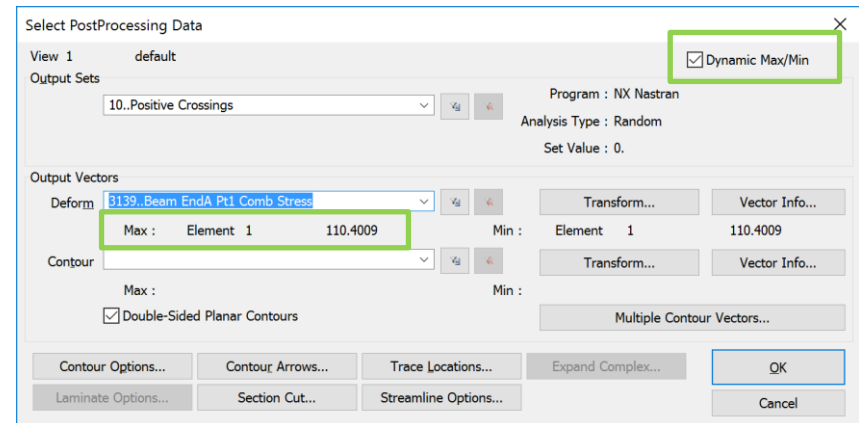 Select PostProcessing Data
View 1 default
Dynamic Max/Min
Output Sets
10..Positive Crossings
Program : NX Nastran
Analysis Type : Random
Set Value : 0.
Output Vectors
Deform 3139..Beam EndA Pt1 Comb Stress Transform... Vector Info...
Max : Element 1 110.4009 Min : Element 1 110.4009
Contour Transform... Vector Info...
Max : Min :
Double-Sided Planar Contours Multiple Contour Vectors...
Contour Options... Contour Arrows... Trace Locations... Expand Complex... OK
Laminate Options... Section Cut... Streamline Options... Cancel